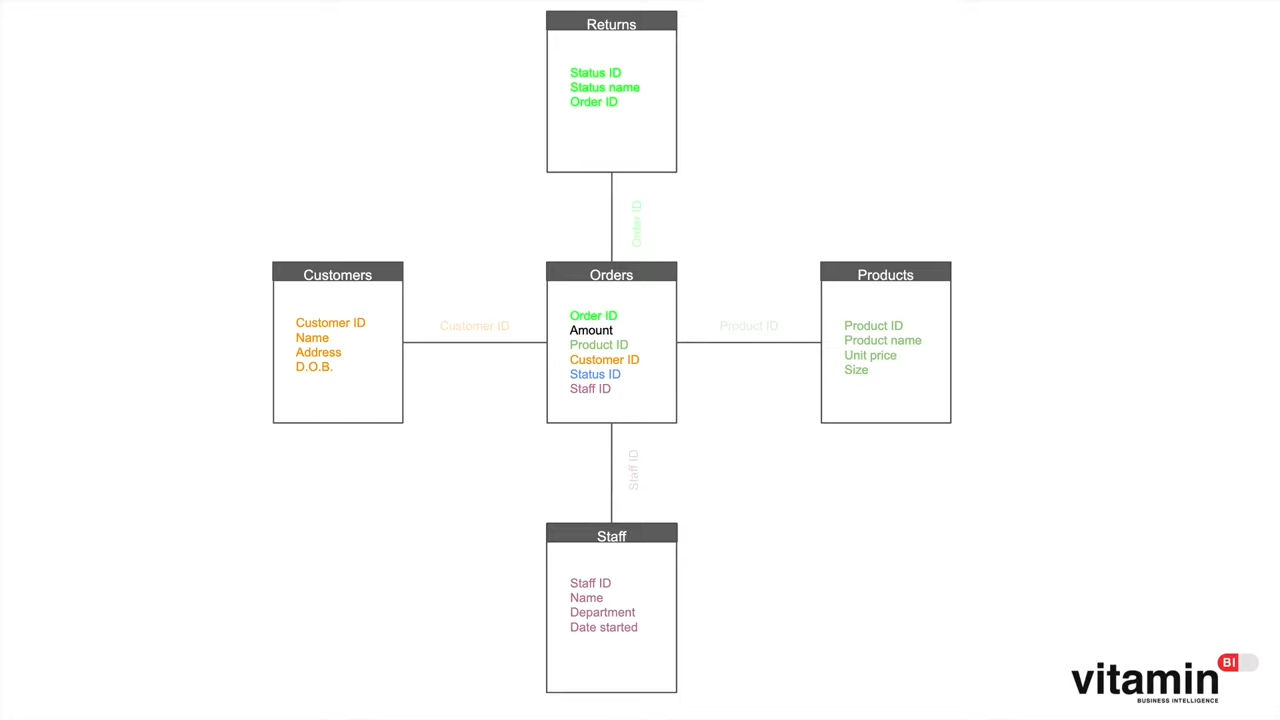 Returns
Status ID
Status name
Order ID
Order ID
Customers
Customer ID
Name
Address
D.O.B.
Customer ID
Orders
Order ID
Amount
Product ID
Customer ID
Status ID
Staff ID
Product ID
Products
Product ID
Product name
Unit price
Size
Staff ID
Staff
Staff ID
Name
Department
Date started
vitamin BI
BUSINESS INTELLIGENCE